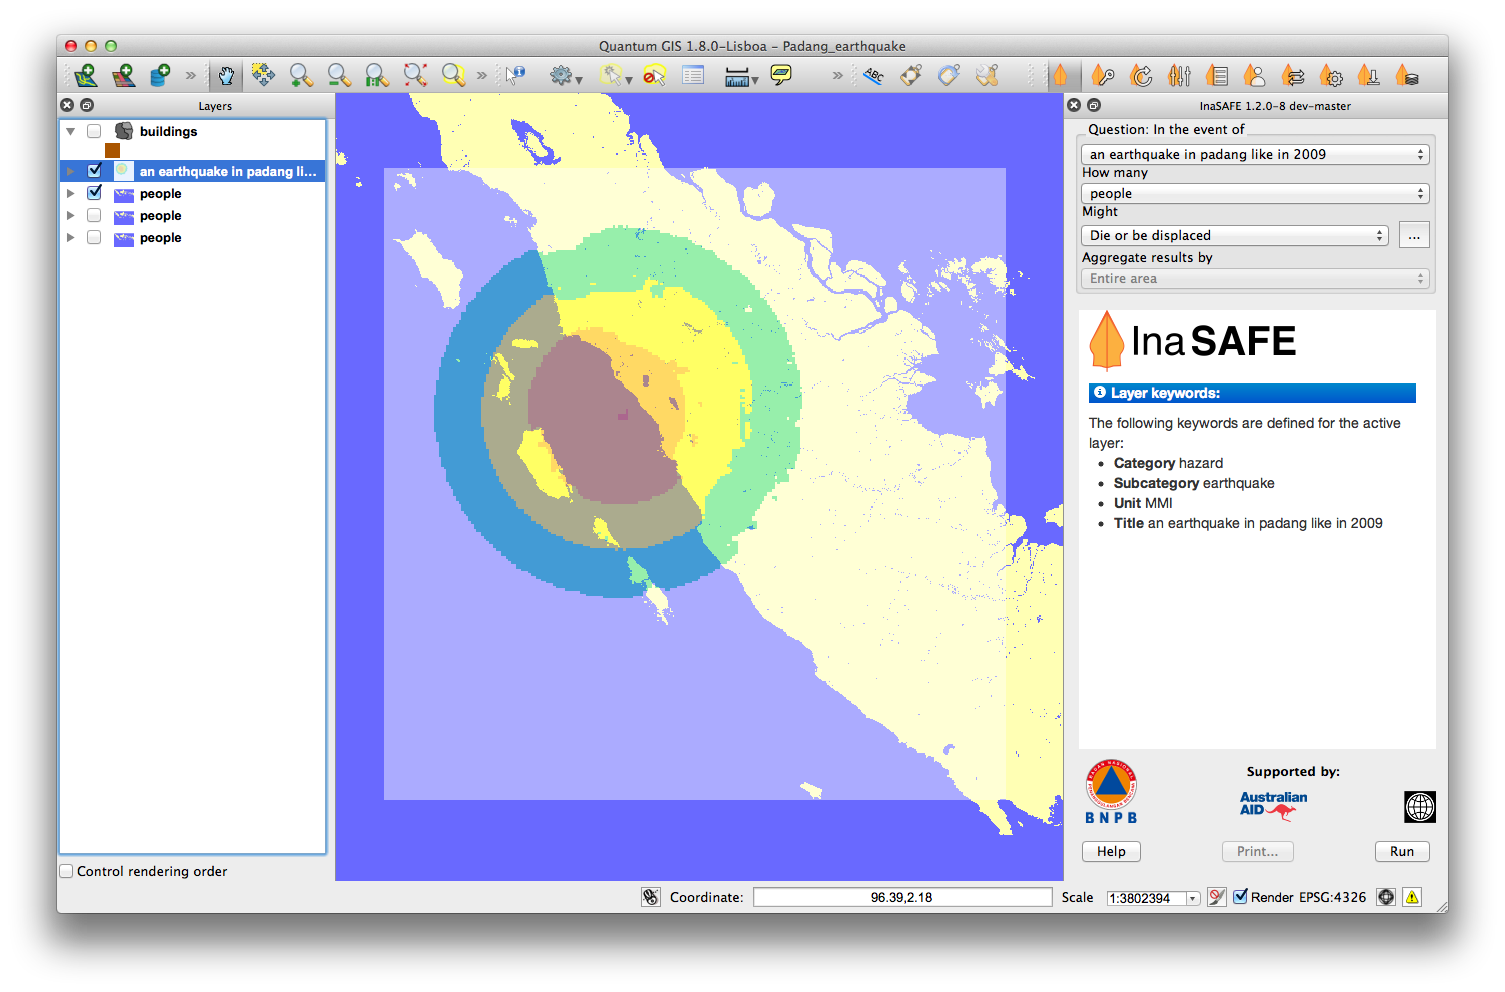 Quantum GIS 1.8.0-Lisboa - Padang_earthquake
»
»
»
ABC
Layers
InaSAFE 1.2.0-8 dev-master
buildings
an earthquake in padang li...
people
people
people
Question: In the event of
an earthquake in padang like in 2009
How many
people
Might
Die or be displaced
...
Aggregate results by
Entire area
InaSAFE
Layer keywords:
The following keywords are defined for the active
layer:
• Category hazard
• Subcategory earthquake
• Unit MMI
• Title an earthquake in padang like in 2009
BNPB
Supported by:
Australian
AID
Help
Print...
Run
Control rendering order
Coordinate:
96.39,2.18
Scale
1:3802394
Render
EPSG:4326